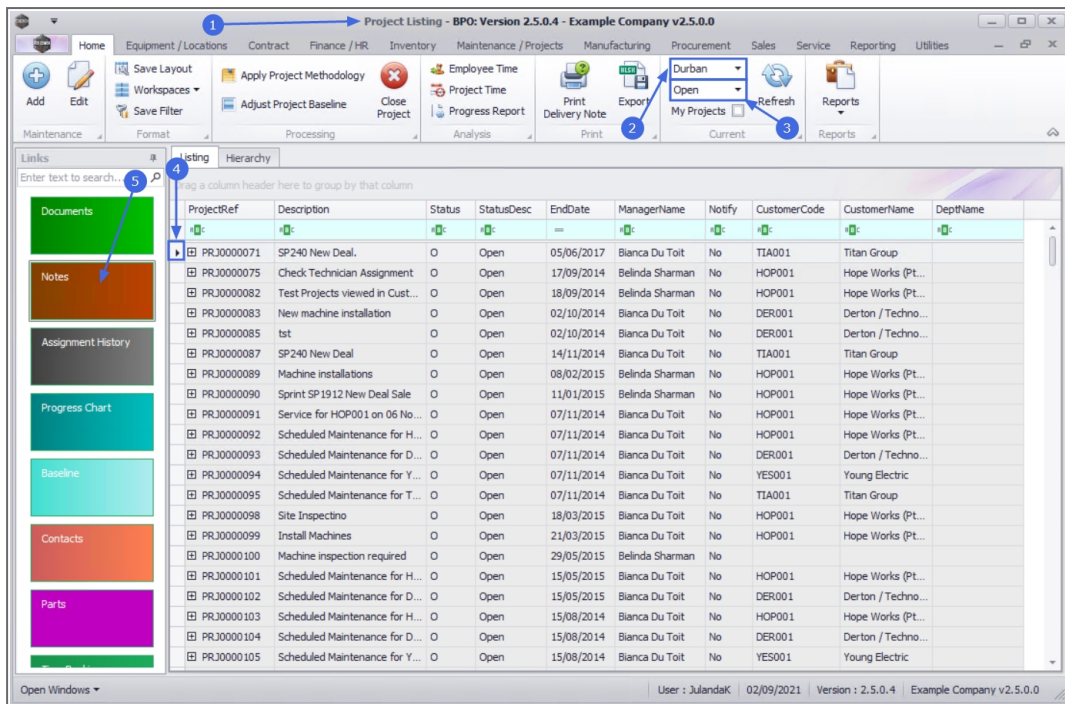 Project Listing - BPO: Version 2.5.0.4 - Example Company v2.5.0.0
1
Home Equipment / Locations Contract Finance / HR Inventory Maintenance / Projects Manufacturing Procurement Sales Service Reporting Utilities
Add
Edit
Save Layout
Workspaces
Save Filter
Apply Project Methodology
Adjust Project Baseline
Close Project
Employee Time
Project Time
Progress Report
Print Delivery Note
Export
Durban
Open
My Projects
Refresh
Reports
2
3
Maintenance Format Processing Analysis Print Current Reports
Links
Enter text to search...
4
5
Listing Hierarchy
Drag a column header here to group by that column
Documents
Notes
Assignment History
Progress Chart
Baseline
Contacts
Parts
ProjectRef Description Status StatusDesc EndDate ManagerName Notify CustomerCode CustomerName DeptName
PRJ0000071 SP240 New Deal. O Open 05/06/2017 Bianca Du Toit No TIA001 Titan Group
PRJ0000075 Check Technician Assignment O Open 17/09/2014 Belinda Sharman No HOP001 Hope Works (Pt...
PRJ0000082 Test Projects viewed in Cust... O Open 18/09/2014 Belinda Sharman No HOP001 Hope Works (Pt...
PRJ0000083 New machine installation O Open 02/10/2014 Bianca Du Toit No DER001 Derton / Techno...
PRJ0000085 tst O Open 02/10/2014 Bianca Du Toit No DER001 Derton / Techno...
PRJ0000087 SP240 New Deal O Open 14/11/2014 Bianca Du Toit No TIA001 Titan Group
PRJ0000089 Machine installations O Open 08/02/2015 Belinda Sharman No HOP001 Hope Works (Pt...
PRJ0000090 Sprint SP1912 New Deal Sale O Open 11/01/2015 Belinda Sharman No HOP001 Hope Works (Pt...
PRJ0000091 Service for HOP001 on 06 No... O Open 07/11/2014 Bianca Du Toit No HOP001 Hope Works (Pt...
PRJ0000092 Scheduled Maintenance for H... O Open 07/11/2014 Bianca Du Toit No HOP001 Hope Works (Pt...
PRJ0000093 Scheduled Maintenance for D... O Open 07/11/2014 Bianca Du Toit No DER001 Derton / Techno...
PRJ0000094 Scheduled Maintenance for Y... O Open 07/11/2014 Bianca Du Toit No YES001 Young Electric
PRJ0000095 Scheduled Maintenance for T... O Open 07/11/2014 Bianca Du Toit No TIA001 Titan Group
PRJ0000098 Site Inspectino O Open 18/03/2015 Bianca Du Toit No HOP001 Hope Works (Pt...
PRJ0000099 Install Machines O Open 21/03/2015 Bianca Du Toit No HOP001 Hope Works (Pt...
PRJ0000100 Machine inspection required O Open 29/05/2015 Belinda Sharman No
PRJ0000101 Scheduled Maintenance for H... O Open 15/05/2015 Bianca Du Toit No HOP001 Hope Works (Pt...
PRJ0000102 Scheduled Maintenance for D... O Open 15/05/2015 Bianca Du Toit No DER001 Derton / Techno...
PRJ0000103 Scheduled Maintenance for H... O Open 15/08/2014 Bianca Du Toit No HOP001 Hope Works (Pt...
PRJ0000104 Scheduled Maintenance for D... O Open 15/08/2014 Bianca Du Toit No DER001 Derton / Techno...
PRJ0000105 Scheduled Maintenance for Y... O Open 15/08/2014 Bianca Du Toit No YES001 Young Electric
Open Windows User : JulandaK 02/09/2021 Version : 2.5.0.4 Example Company v2.5.0.0